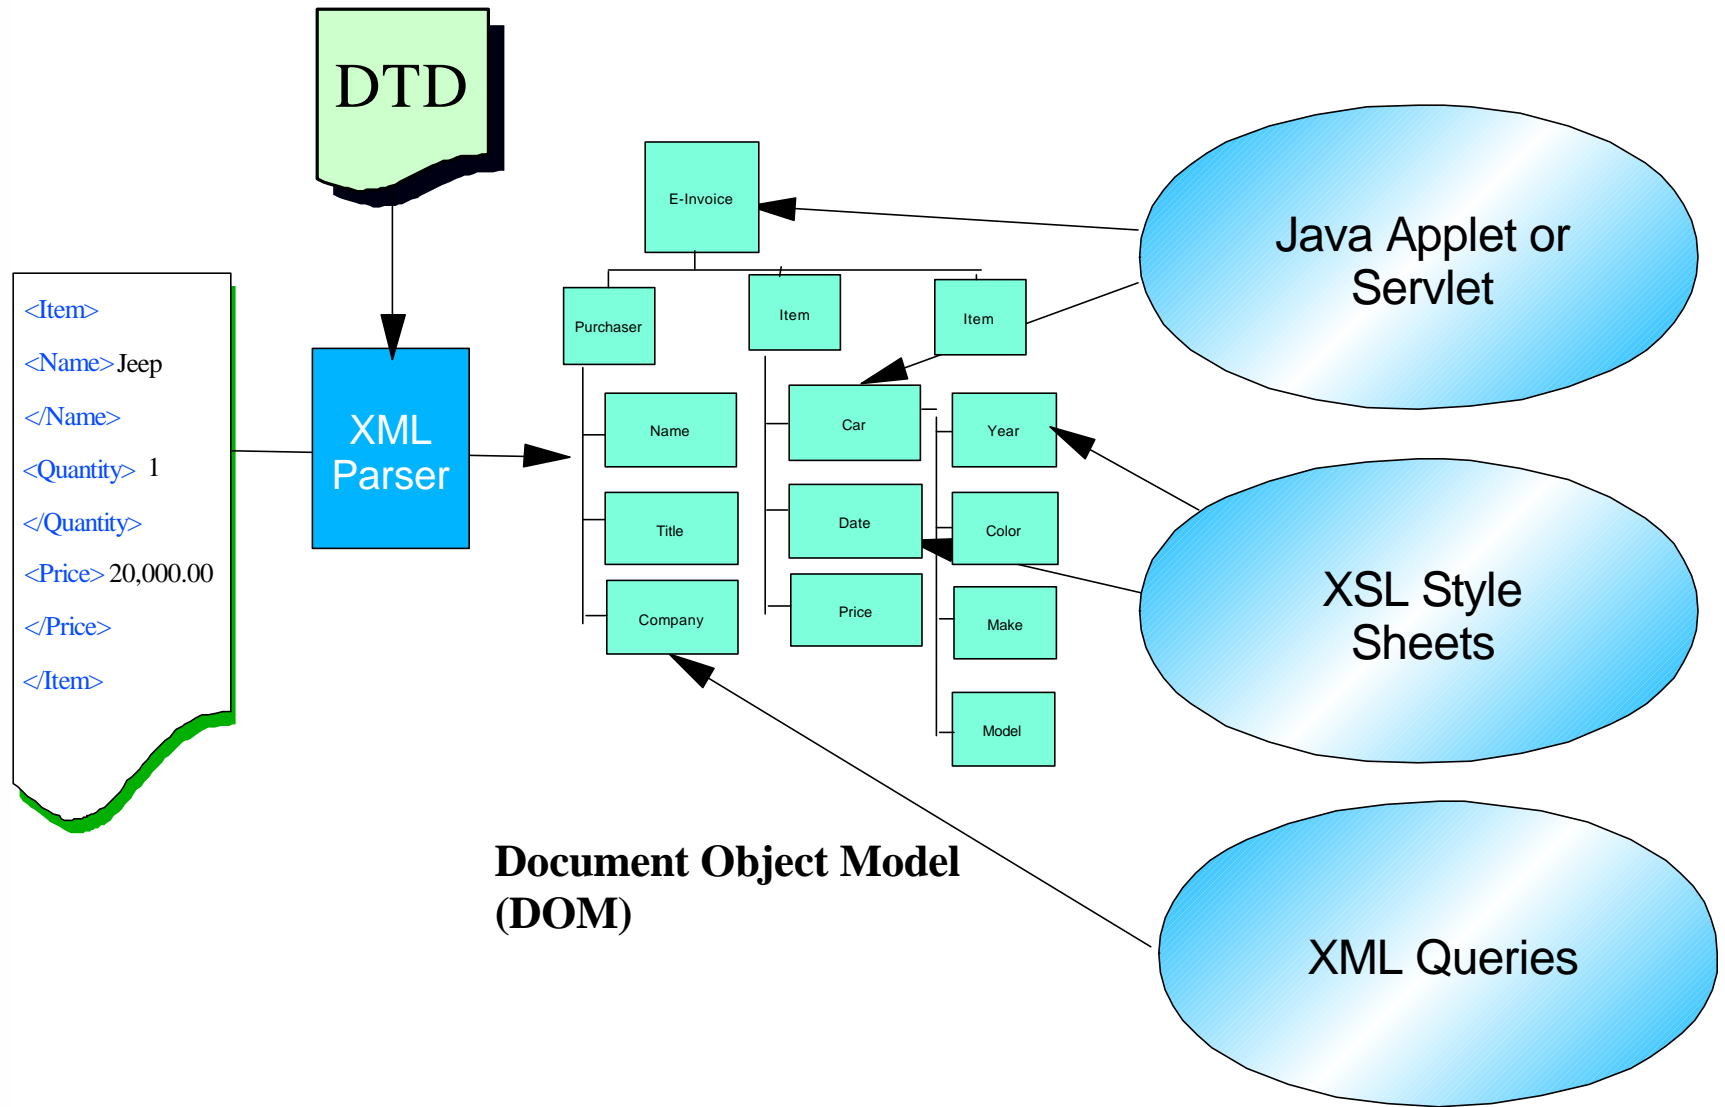 DTD
<Item>
<Name> Jeep
</Name>
<Quantity> 1
</Quantity>
<Price> 20,000.00
</Price>
</Item>
XML
Parser
E-Invoice
Purchaser
Item
Item
Name
Title
Company
Car
Date
Price
Year
Color
Make
Model
Document Object Model
(DOM)
Java Applet or
Servlet
XSL Style
Sheets
XML Queries